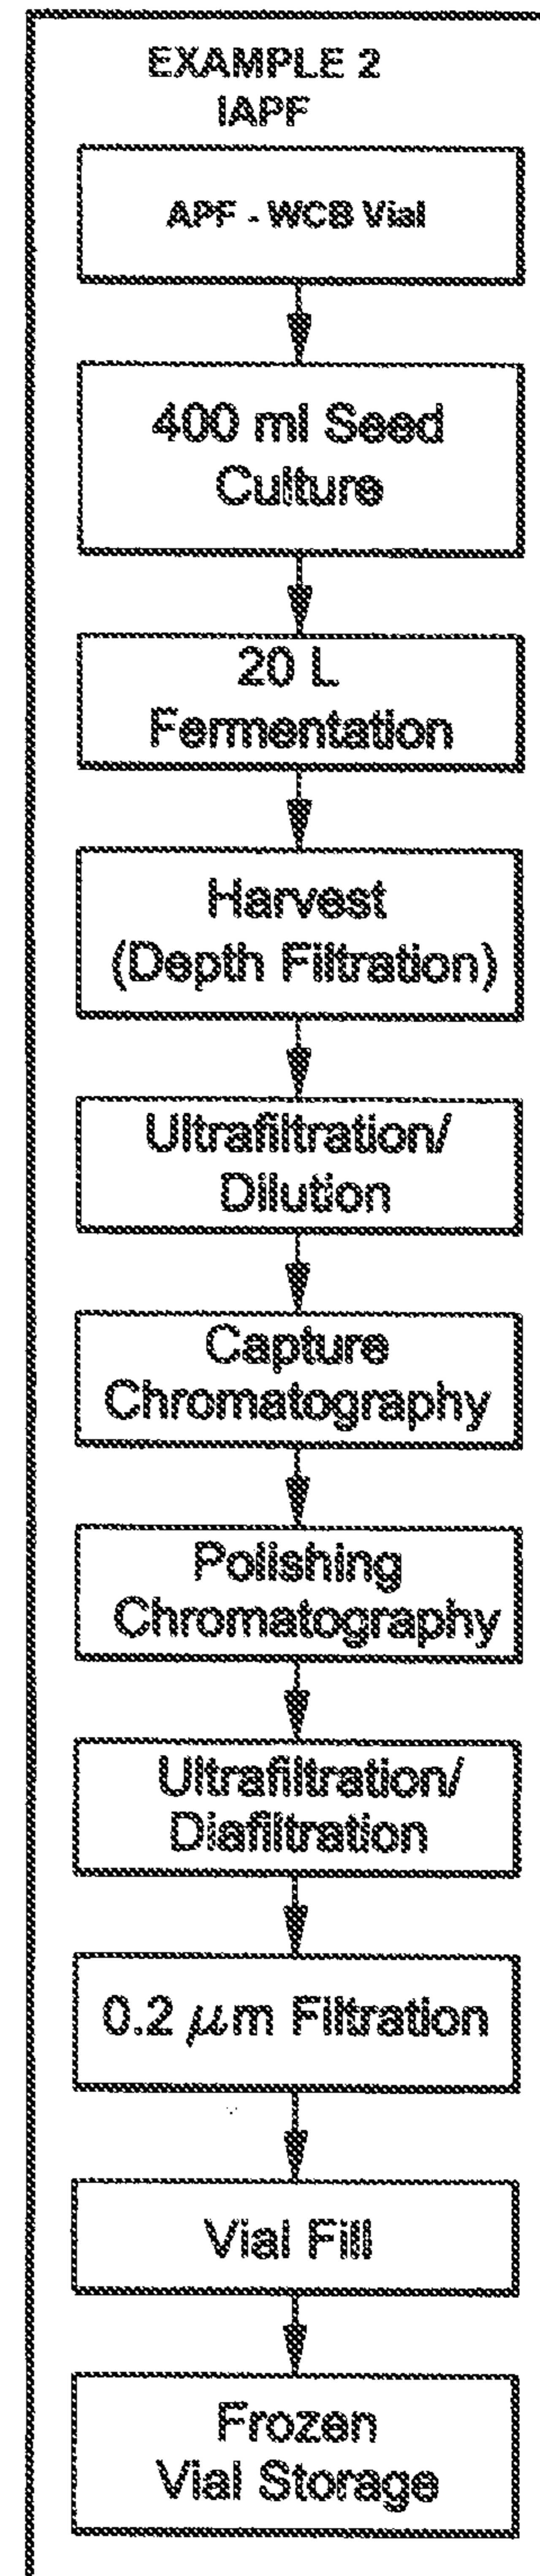 EXAMPLE 2
IAPF
APF - WCB Vial
400 ml Seed
Culture
20 L
Fermentation
Harvest
(Depth Filtration)
Ultrafiltration/
Dilution
Capture
Chromatography
Polishing
Chromatography
Ultrafiltration/
Diafiltration
0.2 μm Filtration
Vial Fill
Frozen
Vial Storage